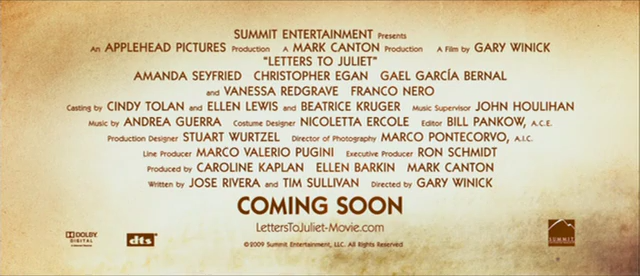 SUMMIT ENTERTAINMENT Presents
An APPLEHEAD PICTURES Production A MARK CANTON Production A Film by GARY WINICK
"LETTERS TO JULIET"
AMANDA SEYFRIED CHRISTOPHER EGAN GAEL GARCÍA BERNAL
and VANESSA REDGRAVE FRANCO NERO
Casting by CINDY TOLAN and ELLEN LEWIS and BEATRICE KRUGER Music Supervisor JOHN HOULIHAN
Music by ANDREA GUERRA Costume Designer NICOLETTA ERCOLE Editor BILL PANKOW, A.C.E.
Production Designer STUART WURTZEL Director of Photography MARCO PONTECORVO, A.I.C.
Line Producer MARCO VALERIO PUGINI Executive Producer RON SCHMIDT
Produced by CAROLINE KAPLAN ELLEN BARKIN MARK CANTON
Written by JOSE RIVERA and TIM SULLIVAN Directed by GARY WINICK
COMING SOON
LettersToJuliet-Movie.com
©2009 Summit Entertainment, LLC. All Rights Reserved.
DOLBY
DIGITAL
dts
SUMMIT